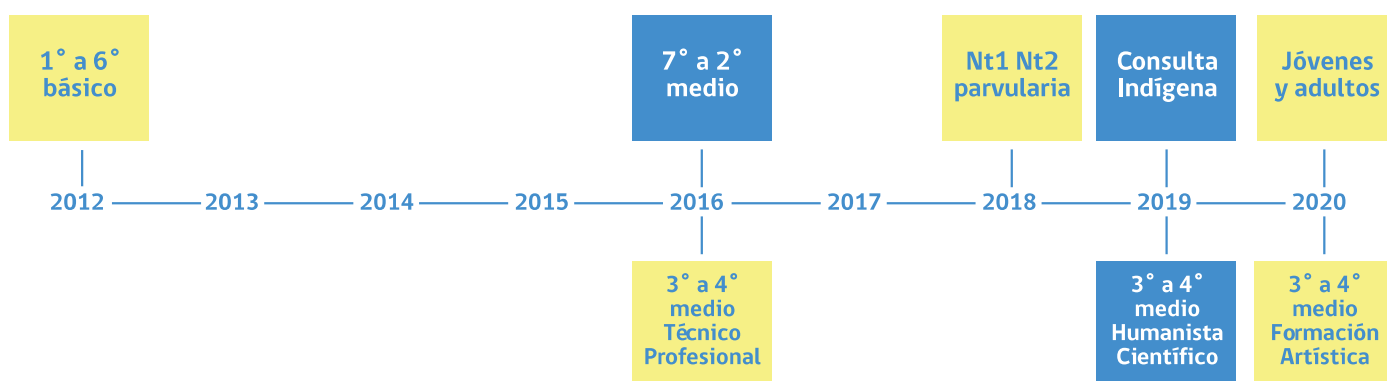 1° a 6°
básico
7° a 2°
medio
Nt1 Nt2
parvularia
Consulta
Indígena
Jóvenes
y adultos
2012 2013 2014 2015 2016 2017 2018 2019 2020
3° a 4°
medio
Técnico
Profesional
3° a 4°
medio
Humanista
Científico
3° a 4°
medio
Formación
Artística